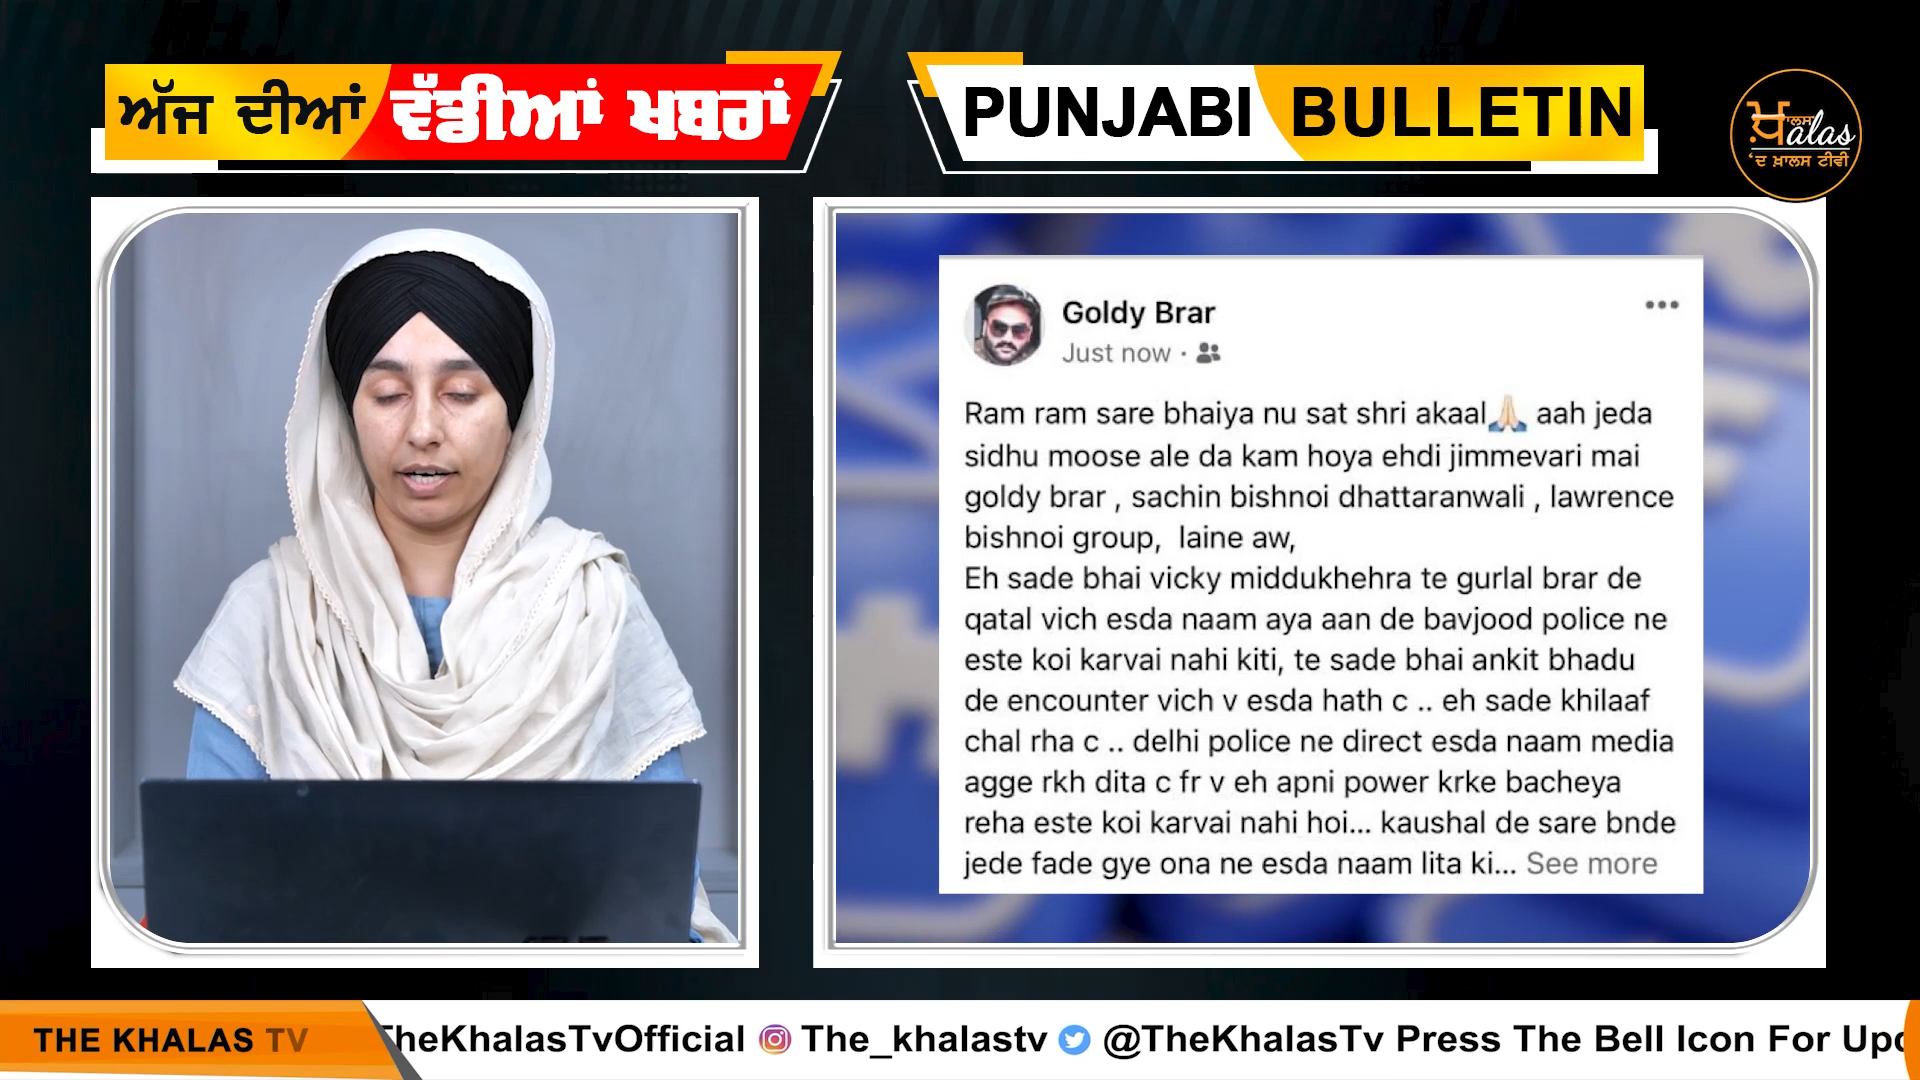 ਅੱਜ ਦੀਆਂ ਵੱਡੀਆਂ ਖਬਰਾਂ
PUNJABI BULLETIN
ਖ਼ਾਲਸ
alas
'ਦ ਖ਼ਾਲਸ ਟੀਵੀ
Goldy Brar
Just now ·
Ram ram sare bhaiya nu sat shri akaal🙏🏻 aah jeda
sidhu moose ale da kam hoya ehdi jimmevari mai
goldy brar , sachin bishnoi dhattaranwali , lawrence
bishnoi group, laine aw,
Eh sade bhai vicky middukhehra te gurlal brar de
qatal vich esda naam aya aan de bavjood police ne
este koi karvai nahi kiti, te sade bhai ankit bhadu
de encounter vich v esda hath c .. eh sade khilaaf
chal rha c .. delhi police ne direct esda naam media
agge rkh dita c fr v eh apni power krke bacheya
reha este koi karvai nahi hoi... kaushal de sare bnde
jede fade gye ona ne esda naam lita ki... See more
THE KHALAS TV
heKhalasTvOfficial The_khalastv @TheKhalasTv Press The Bell Icon For Upd